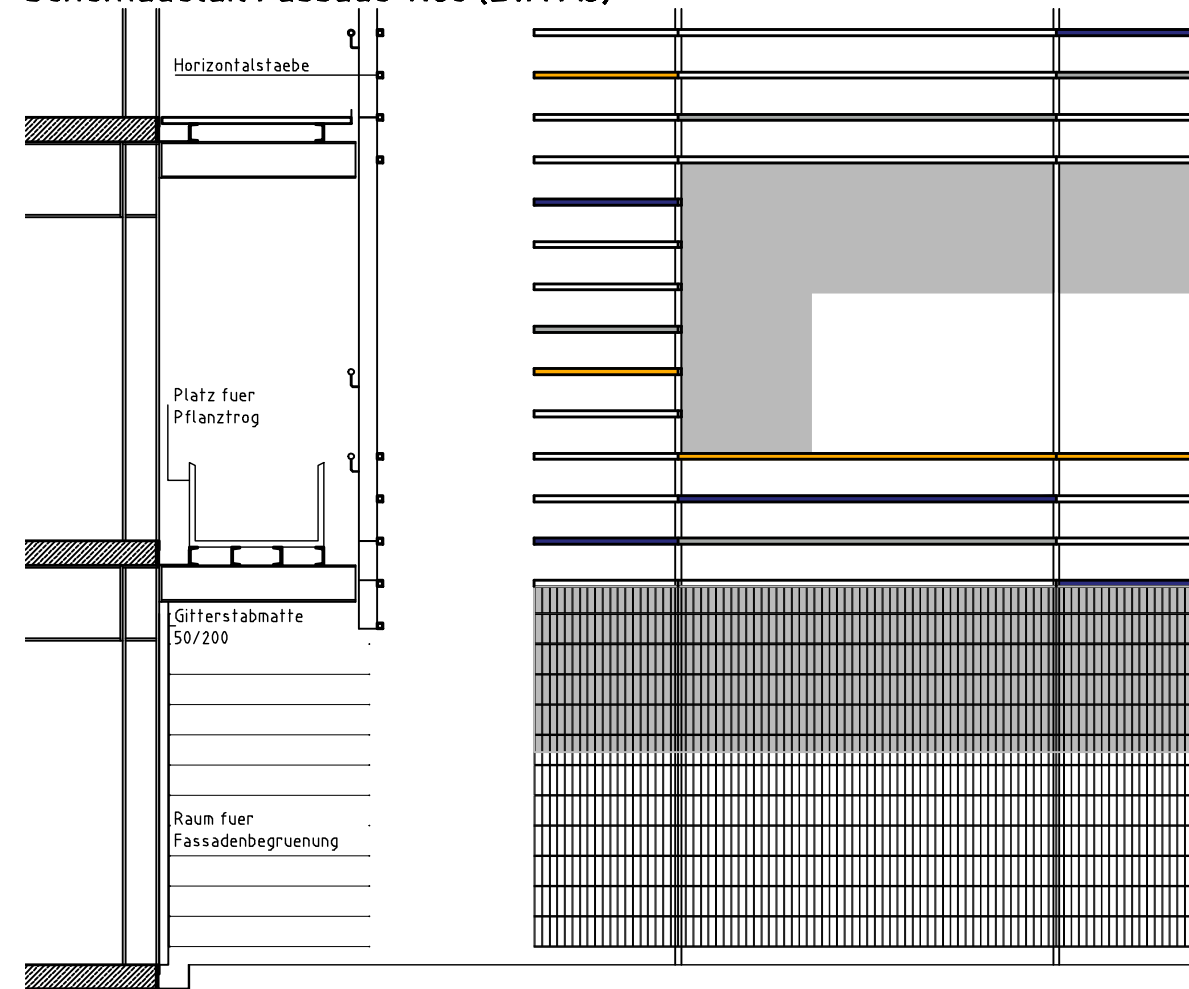 Horizontalstaebe
Platz fuer
Pflanztrog
Gitterstabmatte
50/200
Raum fuer
Fassadenbegruenung